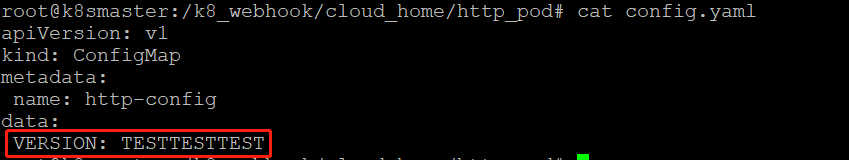 root@k8smaster:/k8_webhook/cloud_home/http_pod# cat config.yaml
apiVersion: v1
kind: ConfigMap
metadata:
 name: http-config
data:
 VERSION: TESTTESTTEST